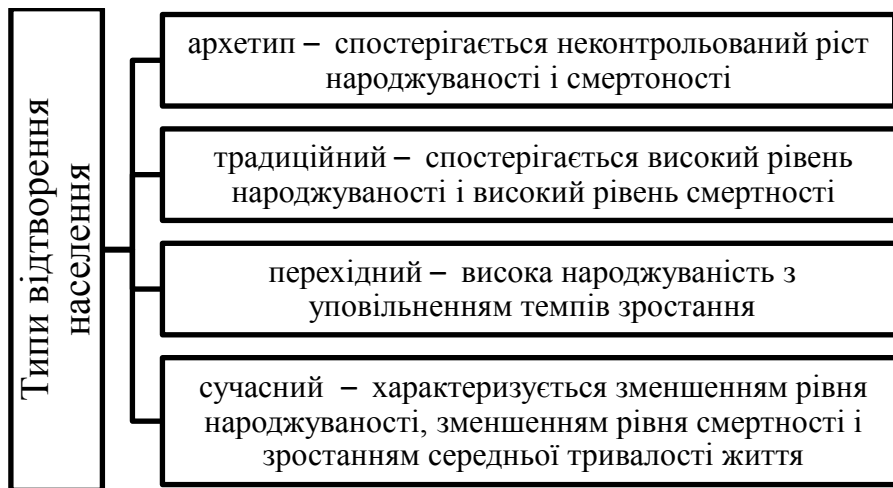 Типи відтворення
населення
архетип – спостерігається неконтрольований ріст
народжуваності і смертоності
традиційний – спостерігається високий рівень
народжуваності і високий рівень смертності
перехідний – висока народжуваність з
уповільненням темпів зростання
сучасний – характеризується зменшенням рівня
народжуваності, зменшенням рівня смертності і
зростанням середньої тривалості життя